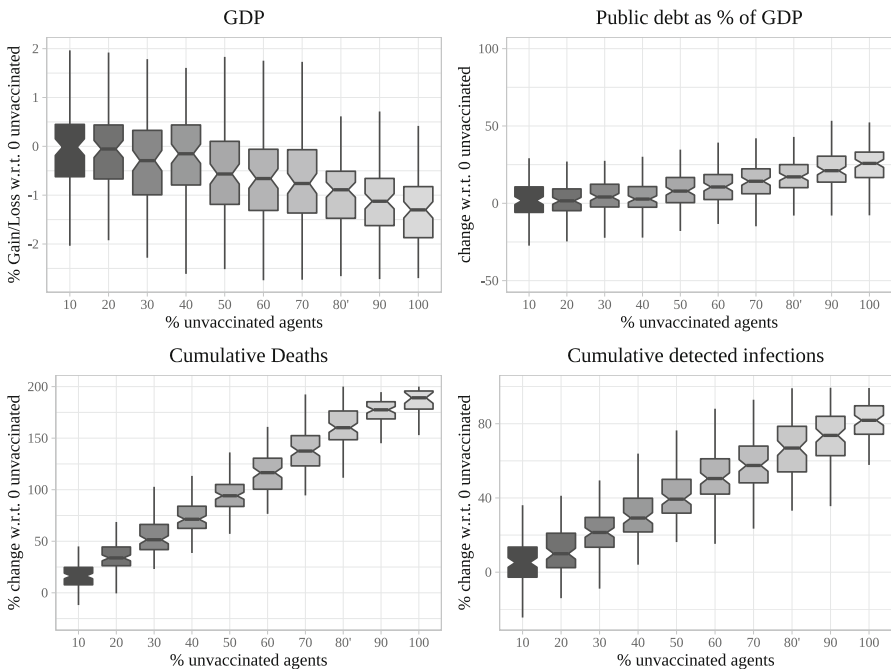 GDP
% Gain/Loss w.r.t. 0 unvaccinated
2
1
0
-1
-2
10 20 30 40 50 60 70 80' 90 100
% unvaccinated agents
Public debt as % of GDP
change w.r.t. 0 unvaccinated
100
50
0
-50
10 20 30 40 50 60 70 80' 90 100
% unvaccinated agents
Cumulative Deaths
% change w.r.t. 0 unvaccinated
200
150
100
50
0
10 20 30 40 50 60 70 80' 90 100
% unvaccinated agents
Cumulative detected infections
% change w.r.t. 0 unvaccinated
80
40
0
10 20 30 40 50 60 70 80' 90 100
% unvaccinated agents